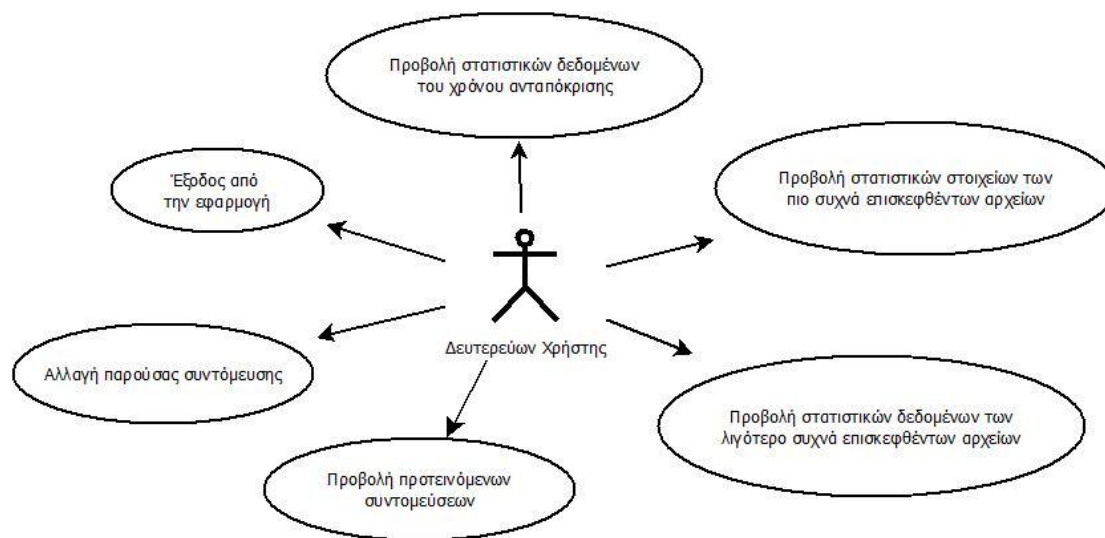 Προβολή στατιστικών δεδομένων
του χρόνου ανταπόκρισης
Έξοδος από
την εφαρμογή
Προβολή στατιστικών στοιχείων των
πιο συχνά επισκεφθέντων αρχείων
Δευτερεύων Χρήστης
Αλλαγή παρούσας συντόμευσης
Προβολή στατιστικών δεδομένων των
λιγότερο συχνά επισκεφθέντων αρχείων
Προβολή προτεινόμενων
συντομεύσεων